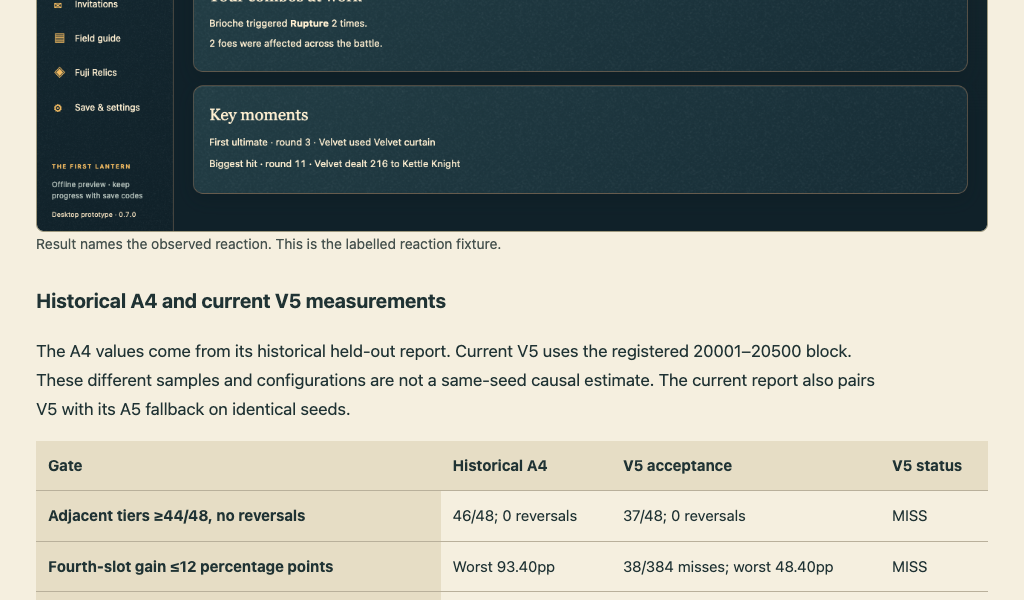 Invitations
Field guide
Fuji Relics
Save & settings
THE FIRST LANTERN
Offline preview · keep
progress with save codes
Desktop prototype · 0.7.0
Brioche triggered Rupture 2 times.
2 foes were affected across the battle.
Key moments
First ultimate · round 3 · Velvet used Velvet curtain
Biggest hit · round 11 · Velvet dealt 216 to Kettle Knight
Result names the observed reaction. This is the labelled reaction fixture.
Historical A4 and current V5 measurements
The A4 values come from its historical held-out report. Current V5 uses the registered 20001–20500 block.
These different samples and configurations are not a same-seed causal estimate. The current report also pairs
V5 with its A5 fallback on identical seeds.
Gate Historical A4 V5 acceptance V5 status
Adjacent tiers ≥44/48, no reversals 46/48; 0 reversals 37/48; 0 reversals MISS
Fourth-slot gain ≤12 percentage points Worst 93.40pp 38/384 misses; worst 48.40pp MISS